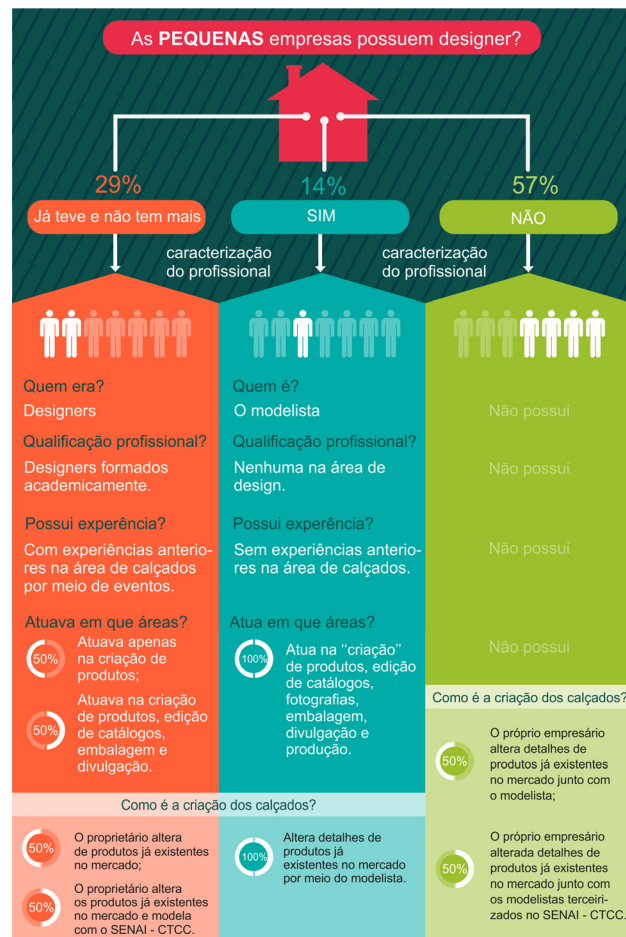 As PEQUENAS empresas possuem designer?
29%
Já teve e não tem mais
14%
SIM
57%
NÃO
caracterização
do profissional
caracterização
do profissional
Quem era?
Designers
Qualificação profissional?
Designers formados
academicamente.
Possui experência?
Com experiências anterio-
res na área de calçados
por meio de eventos.
Atuava em que áreas?
50%
Atuava apenas
na criação de
produtos;
50%
Atuava na criação
de produtos, edição
de catálogos,
embalagem e
divulgação.
Quem é?
O modelista
Qualificação profissional?
Nenhuma na área de
design.
Possui experência?
Sem experiências anterio-
res na área de calçados.
Atua em que áreas?
100%
Atua na “criação”
de produtos, edição
de catálogos,
fotografias,
embalagem,
divulgação e
produção.
Não possui
Não possui
Não possui
Não possui
Como é a criação dos calçados?
50%
O proprietário altera
de produtos já existentes
no mercado;
50%
O proprietário altera
os produtos já existentes
no mercado e modela
com o SENAI - CTCC.
100%
Altera detalhes de
produtos já
existentes no mercado
por meio do modelista.
Como é a criação dos calçados?
50%
O próprio empresário
altera detalhes de
produtos já existentes
no mercado junto com
o modelista;
50%
O próprio empresário
alterada detalhes de
produtos já existentes
no mercado junto com
os modelistas terceiri-
zados no SENAI - CTCC.